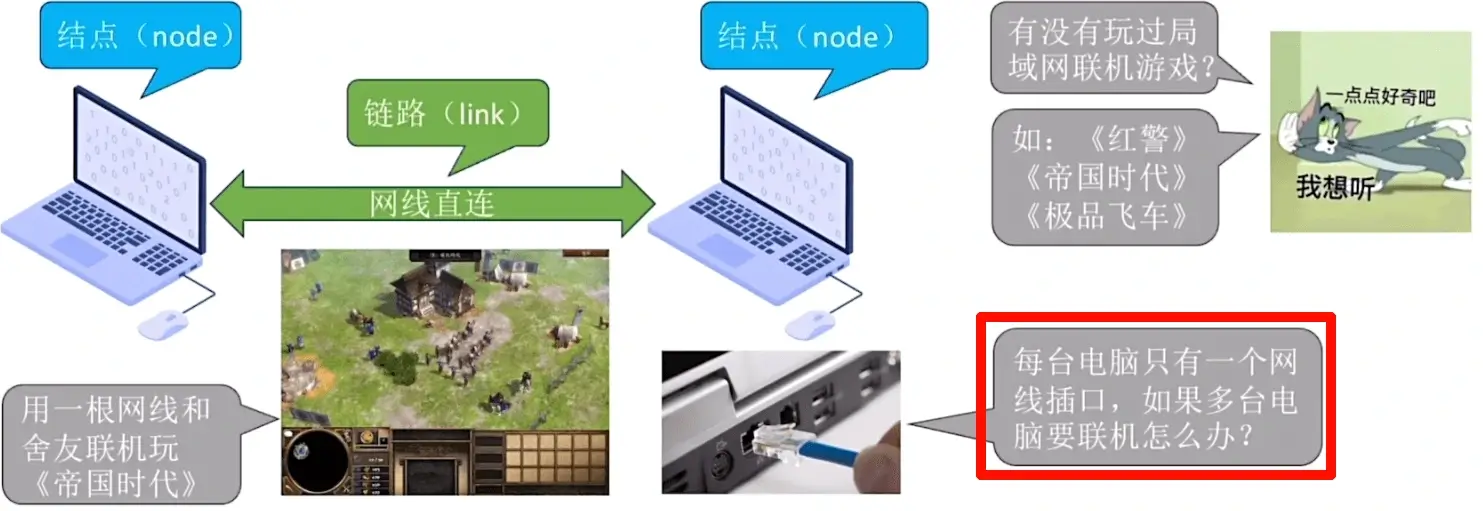 结点（node）
结点（node）
链路（link）
网线直连
有没有玩过局
域网联机游戏？
如：《红警》
《帝国时代》
《极品飞车》
一点点好奇吧
我想听
用一根网线和
舍友联机玩
《帝国时代》
每台电脑只有一个网
线插口，如果多台电
脑要联机怎么办？